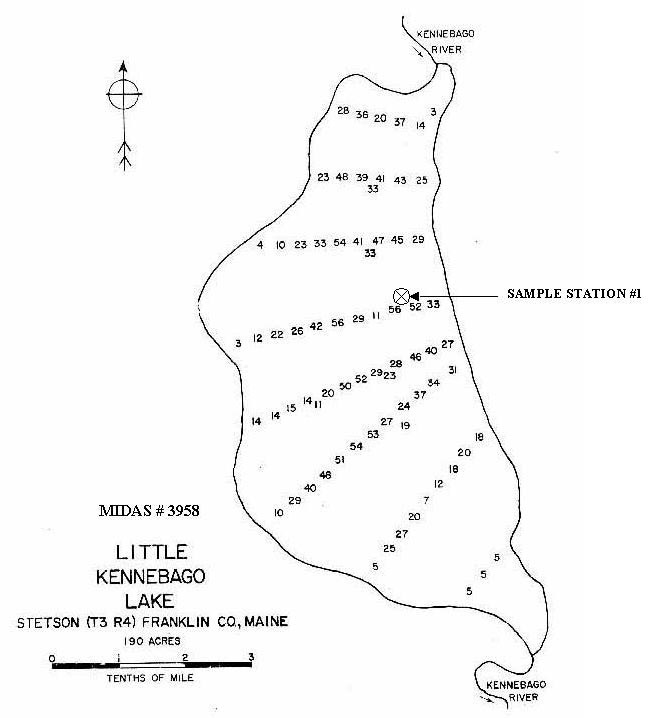 KENNEBAGO
RIVER
28 36 20 37 14 3
23 48 39 41 43 25
33
4 10 23 33 54 41 47 45 29
33
SAMPLE STATION #1
3 12 22 26 42 56 29 11 56 52 33
14 14 15 14 11 20 50 52 29 23 28 46 40 27
10 29 40 46 51 54 53 27 19 24 37 34 31
5 25 27 20 7 12 18 20 18
5 5 5
MIDAS # 3958
LITTLE
KENNEBAGO
LAKE
STETSON (T3 R4) FRANKLIN CO., MAINE
190 ACRES
0 1 2 3
TENTHS OF MILE
KENNEBAGO
RIVER